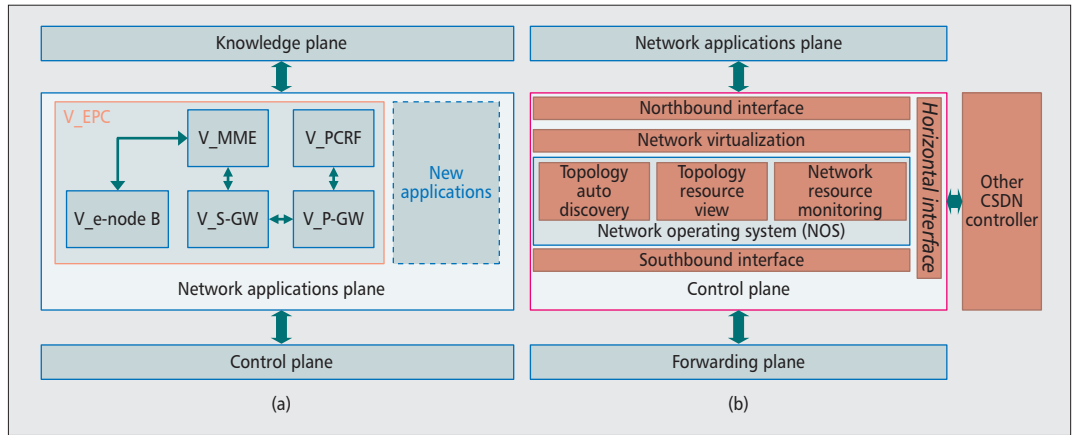 Knowledge plane
V_EPC
V_MME
V_PCRF
V_e-node B
V_S-GW
V_P-GW
New
applications
Network applications plane
Control plane
(a)
Network applications plane
Northbound interface
Network virtualization
Topology
auto
discovery
Topology
resource
view
Network
resource
monitoring
Network operating system (NOS)
Southbound interface
Control plane
Horizontal interface
Other
CSDN
controller
Forwarding plane
(b)